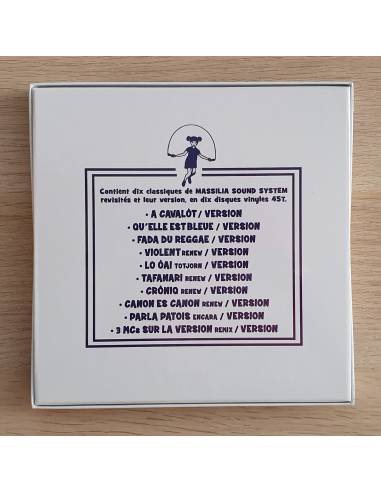 Contient dix classiques de MASSILIA SOUND SYSTEM
revisités et leur version, en dix disques vinyles 45T.
• A CAVALÒT / VERSION
• QU'ELLE EST BLEUE / VERSION
• FADA DU REGGAE / VERSION
• VIOLENT RENEW / VERSION
• LO ÒAI TOTJORN / VERSION
• TAFANARI RENEW / VERSION
• CRÒNIQ RENEW / VERSION
• CANON ES CANON RENEW / VERSION
• PARLA PATOIS ENCARA / VERSION
• 3 MCs SUR LA VERSION REMIX / VERSION